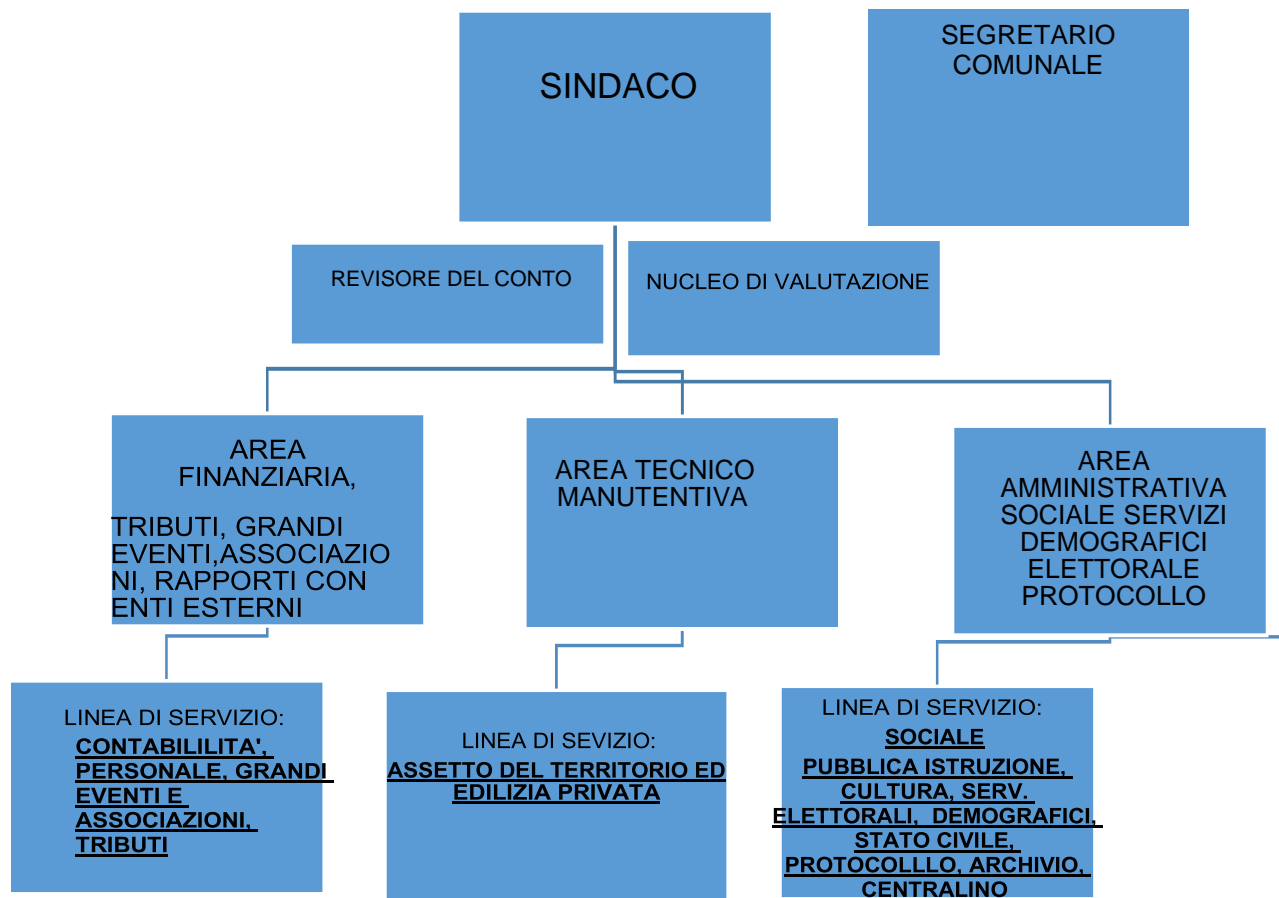 SINDACO
SEGRETARIO
COMUNALE
REVISORE DEL CONTO
NUCLEO DI VALUTAZIONE
AREA
FINANZIARIA,
TRIBUTI, GRANDI
EVENTI,ASSOCIAZIO
NI, RAPPORTI CON
ENTI ESTERNI
AREA TECNICO
MANUTENTIVA
AREA
AMMINISTRATIVA
SOCIALE SERVIZI
DEMOGRAFICI
ELETTORALE
PROTOCOLLO
LINEA DI SERVIZIO:
CONTABILILITA',
PERSONALE, GRANDI
EVENTI E
ASSOCIAZIONI,
TRIBUTI
LINEA DI SEVIZIO:
ASSETTO DEL TERRITORIO ED
EDILIZIA PRIVATA
LINEA DI SERVIZIO:
SOCIALE
PUBBLICA ISTRUZIONE,
CULTURA, SERV.
ELETTORALI, DEMOGRAFICI,
STATO CIVILE,
PROTOCOLLLO, ARCHIVIO,
CENTRALINO